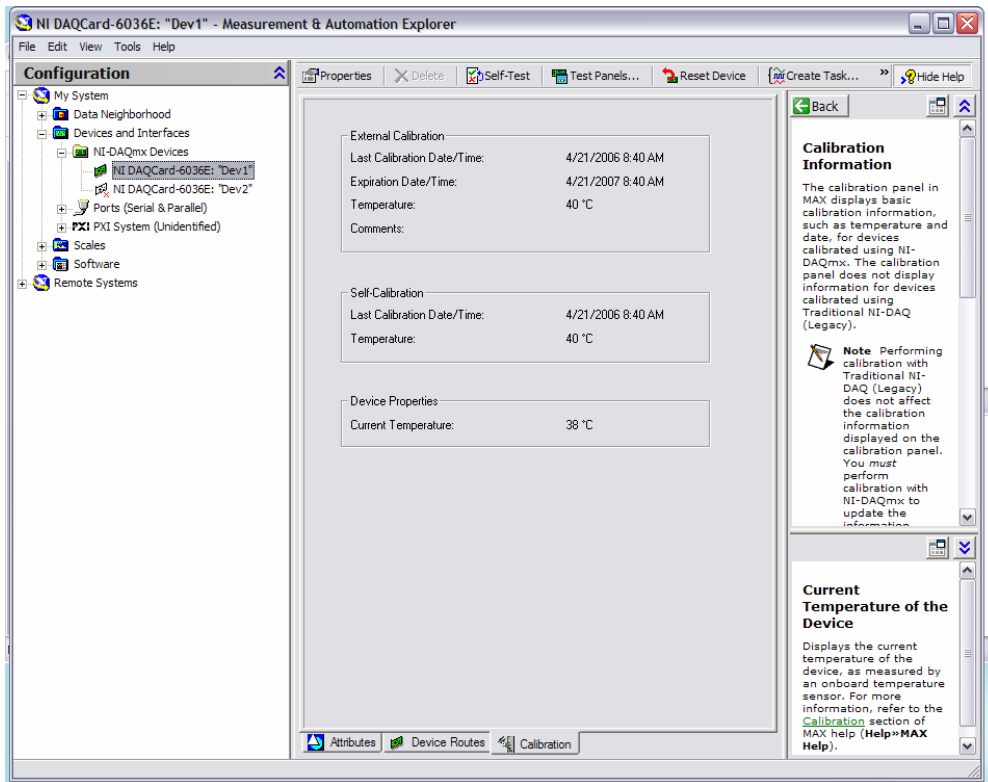 NI DAQCard-6036E: "Dev1" - Measurement & Automation Explorer
File Edit View Tools Help
Configuration
My System
Data Neighborhood
Devices and Interfaces
NI-DAQmx Devices
NI DAQCard-6036E: "Dev1"
NI DAQCard-6036E: "Dev2"
Ports (Serial & Parallel)
PXI PXI System (Unidentified)
Scales
Software
Remote Systems
Properties Delete Self-Test Test Panels... Reset Device Create Task... » Hide Help
External Calibration
Last Calibration Date/Time: 4/21/2006 8:40 AM
Expiration Date/Time: 4/21/2007 8:40 AM
Temperature: 40 °C
Comments:
Self-Calibration
Last Calibration Date/Time: 4/21/2006 8:40 AM
Temperature: 40 °C
Device Properties
Current Temperature: 38 °C
Attributes Device Routes Calibration
Back
Calibration
Information
The calibration panel in
MAX displays basic
calibration information,
such as temperature and
date, for devices
calibrated using NI-
DAQmx. The calibration
panel does not display
information for devices
calibrated using
Traditional NI-DAQ
(Legacy).
Note Performing
calibration with
Traditional NI-
DAQ (Legacy)
does not affect
the calibration
information
displayed on the
calibration panel.
You must
perform
calibration with
NI-DAQmx to
update the
information
Current
Temperature of the
Device
Displays the current
temperature of the
device, as measured by
an onboard temperature
sensor. For more
information, refer to the
Calibration section of
MAX help (Help»MAX
Help).